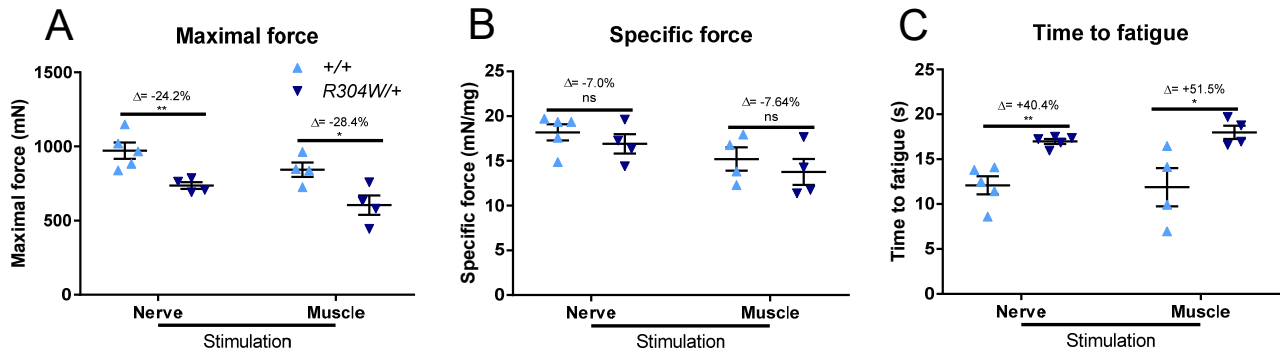 A
Maximal force
+/+
R304W/+
Maximal force (mN)
1500
1000
500
0
Δ= -24.2%
**
Δ= -28.4%
*
Nerve
Muscle
Stimulation
B
Specific force
Specific force (mN/mg)
25
20
15
10
5
0
Δ= -7.0%
ns
Δ= -7.64%
ns
Nerve
Muscle
Stimulation
C
Time to fatigue
Time to fatigue (s)
25
20
15
10
5
0
Δ= +40.4%
**
Δ= +51.5%
*
Nerve
Muscle
Stimulation